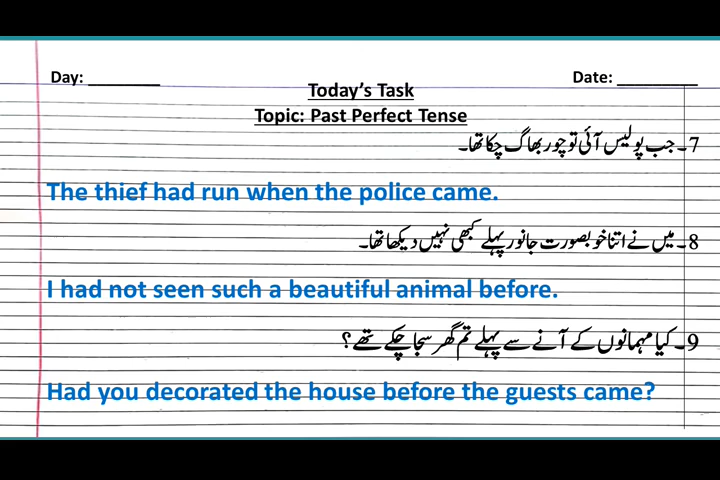 Day: ________ Date: _________
Today’s Task
Topic: Past Perfect Tense
7۔ جب پولیس آئی تو چور بھاگ چکا تھا۔
The thief had run when the police came.
8۔ میں نے اتنا خوبصورت جانور پہلے کبھی نہیں دیکھا تھا۔
I had not seen such a beautiful animal before.
9۔ کیا مہمانوں کے آنے سے پہلے تم گھر سجا چکے تھے؟
Had you decorated the house before the guests came?